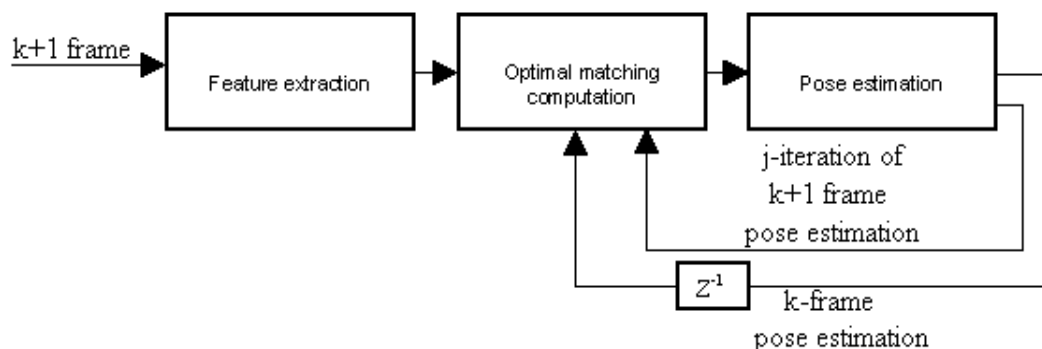 k+1 frame
Feature extraction
Optimal matching
computation
Pose estimation
j-iteration of
k+1 frame
pose estimation
Z⁻¹
k-frame
pose estimation